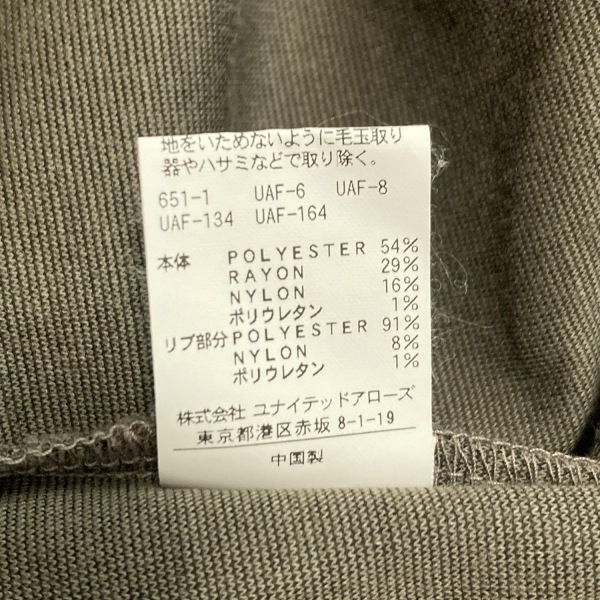 地をいためないように毛玉取り
器やハサミなどで取り除く。
651-1 UAF-6 UAF-8
UAF-134 UAF-164
本体 POLYESTER 54%
RAYON 29%
NYLON 16%
ポリウレタン 1%
リブ部分 POLYESTER 91%
NYLON 8%
ポリウレタン 1%
株式会社 ユナイテッドアローズ
東京都港区赤坂 8-1-19
中国製